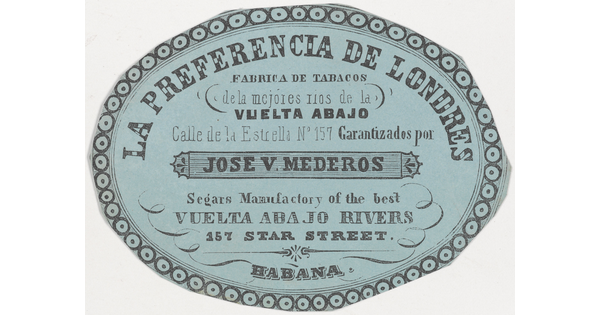 LA PREFERENCIA DE LONDRES
FABRICA DE TABACOS
de la mejores rios de la
VUELTA ABAJO
Calle de la Estrella Nº 157 Garantizados por
JOSE V. MEDEROS
Segars Manufactory of the best
VUELTA ABAJO RIVERS
157 STAR STREET.
HABANA.